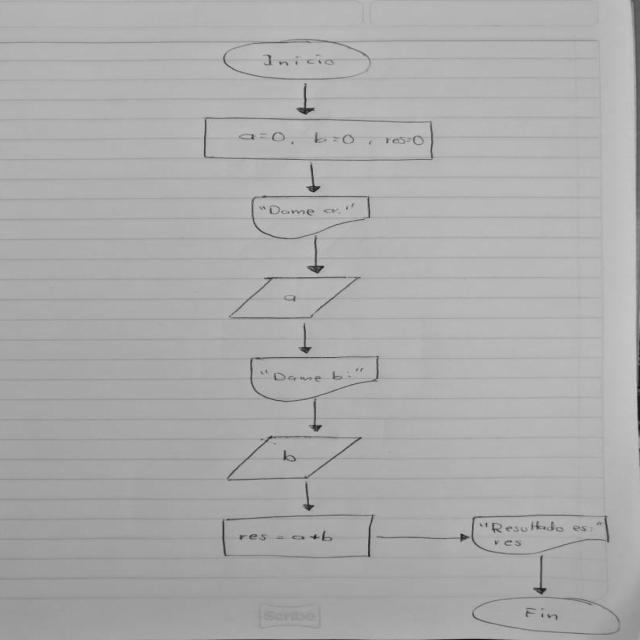 Inicio
a=0, b=0, res=0
"Dame a:"
a
"Dame b:"
b
res = a+b
"Resultado es:"
res
Fin
Scribe